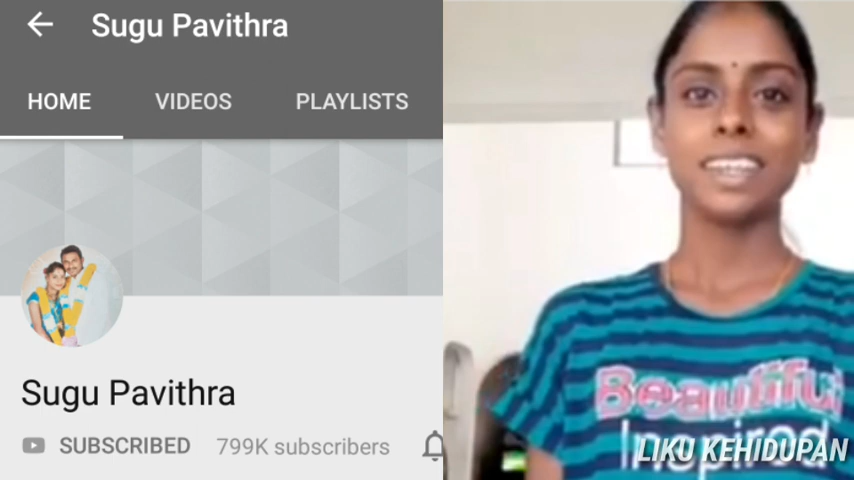 Sugu Pavithra
HOME VIDEOS PLAYLISTS
Sugu Pavithra
SUBSCRIBED 799K subscribers
Beautiful
Inspired
LIKU KEHIDUPAN